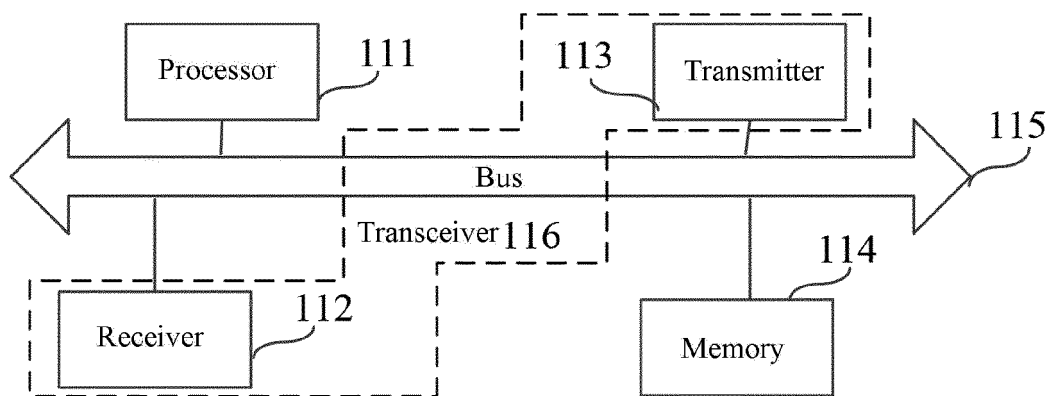 Processor
111
113
Transmitter
115
Bus
Transceiver 116
114
112
Receiver
Memory